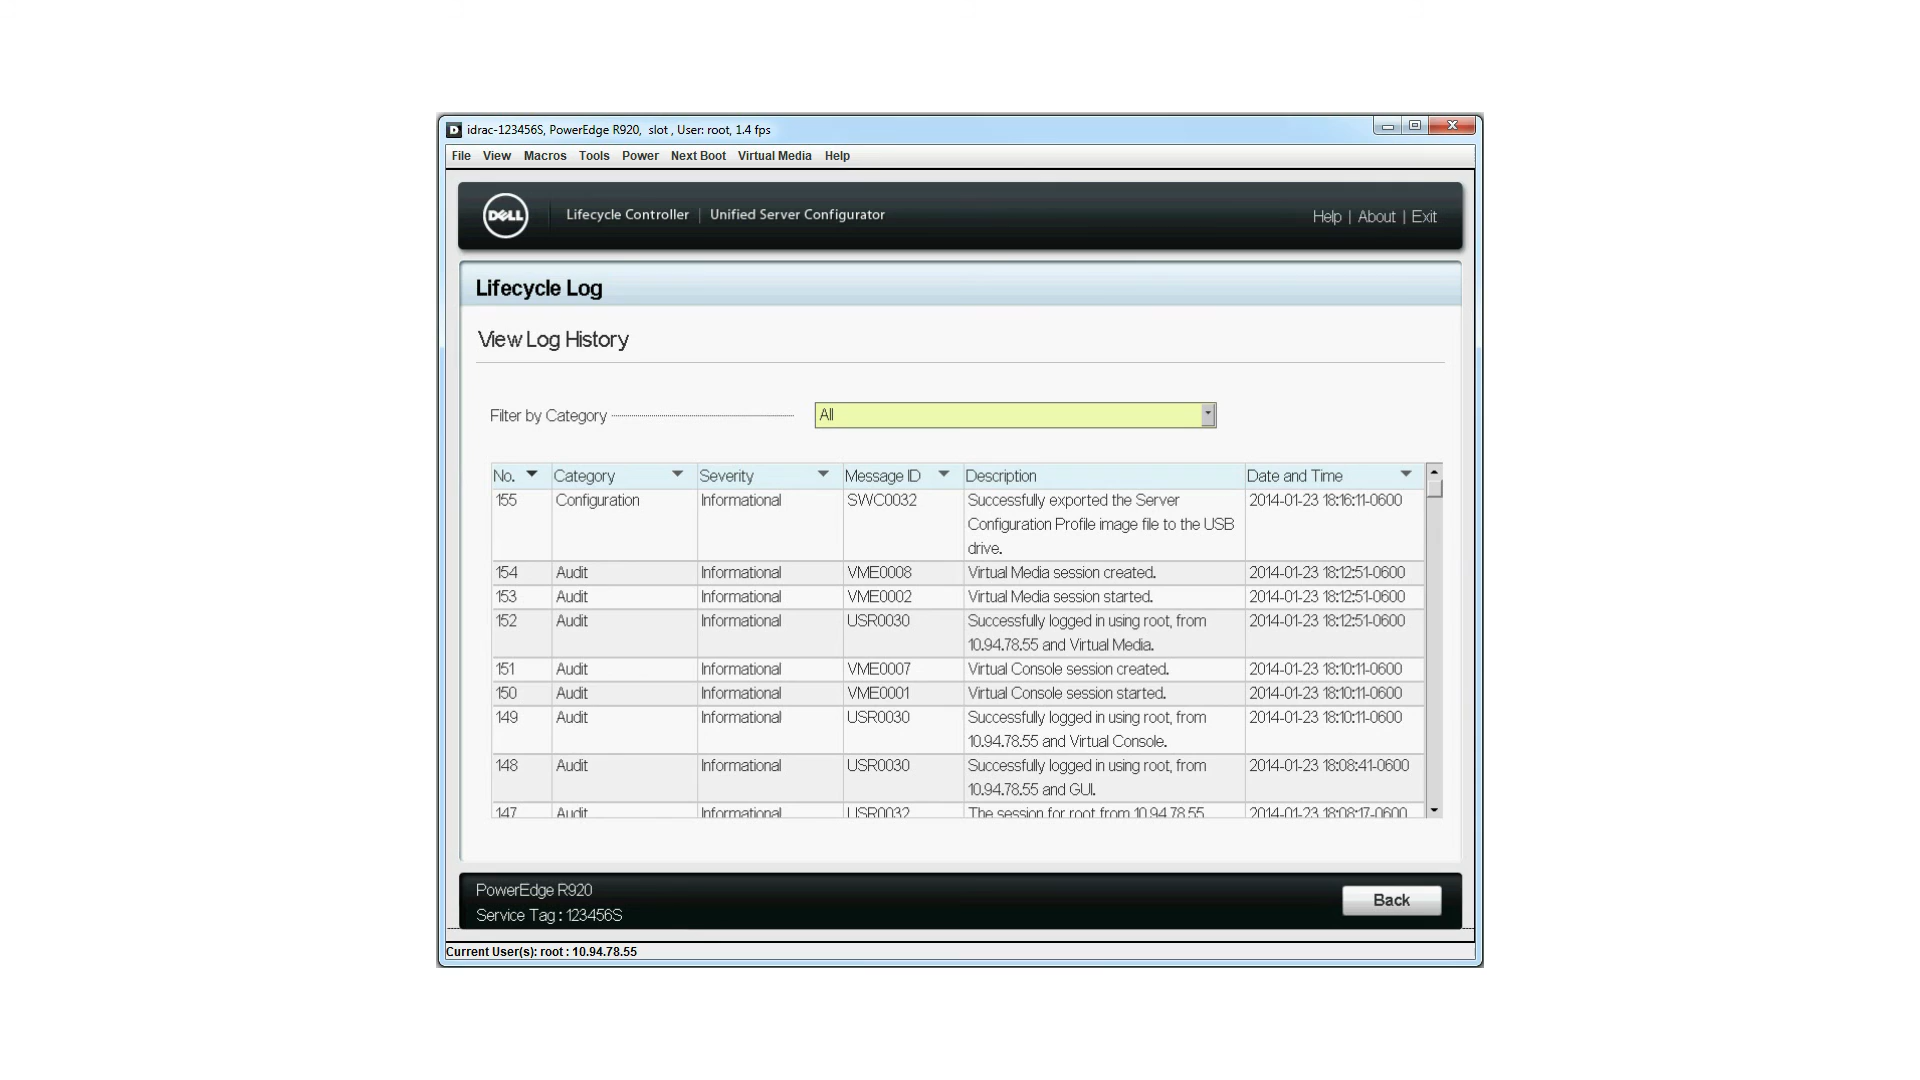 idrac-123456S, PowerEdge R920, slot , User: root, 1.4 fps
File View Macros Tools Power Next Boot Virtual Media Help
DELL Lifecycle Controller | Unified Server Configurator Help | About | Exit
Lifecycle Log
View Log History
Filter by Category All
No. Category Severity Message ID Description Date and Time
155 Configuration Informational SWC0032 Successfully exported the Server 2014-01-23 18:16:11-0600
Configuration Profile image file to the USB
drive.
154 Audit Informational VME0008 Virtual Media session created. 2014-01-23 18:12:51-0600
153 Audit Informational VME0002 Virtual Media session started. 2014-01-23 18:12:51-0600
152 Audit Informational USR0030 Successfully logged in using root, from 2014-01-23 18:12:51-0600
10.94.78.55 and Virtual Media.
151 Audit Informational VME0007 Virtual Console session created. 2014-01-23 18:10:11-0600
150 Audit Informational VME0001 Virtual Console session started. 2014-01-23 18:10:11-0600
149 Audit Informational USR0030 Successfully logged in using root, from 2014-01-23 18:10:11-0600
10.94.78.55 and Virtual Console.
148 Audit Informational USR0030 Successfully logged in using root, from 2014-01-23 18:08:41-0600
10.94.78.55 and GUI.
147 Audit Informational USR0032 The session for root from 10.94.78.55 2014-01-23 18:08:17-0600
PowerEdge R920
Service Tag : 123456S
Back
Current User(s): root : 10.94.78.55